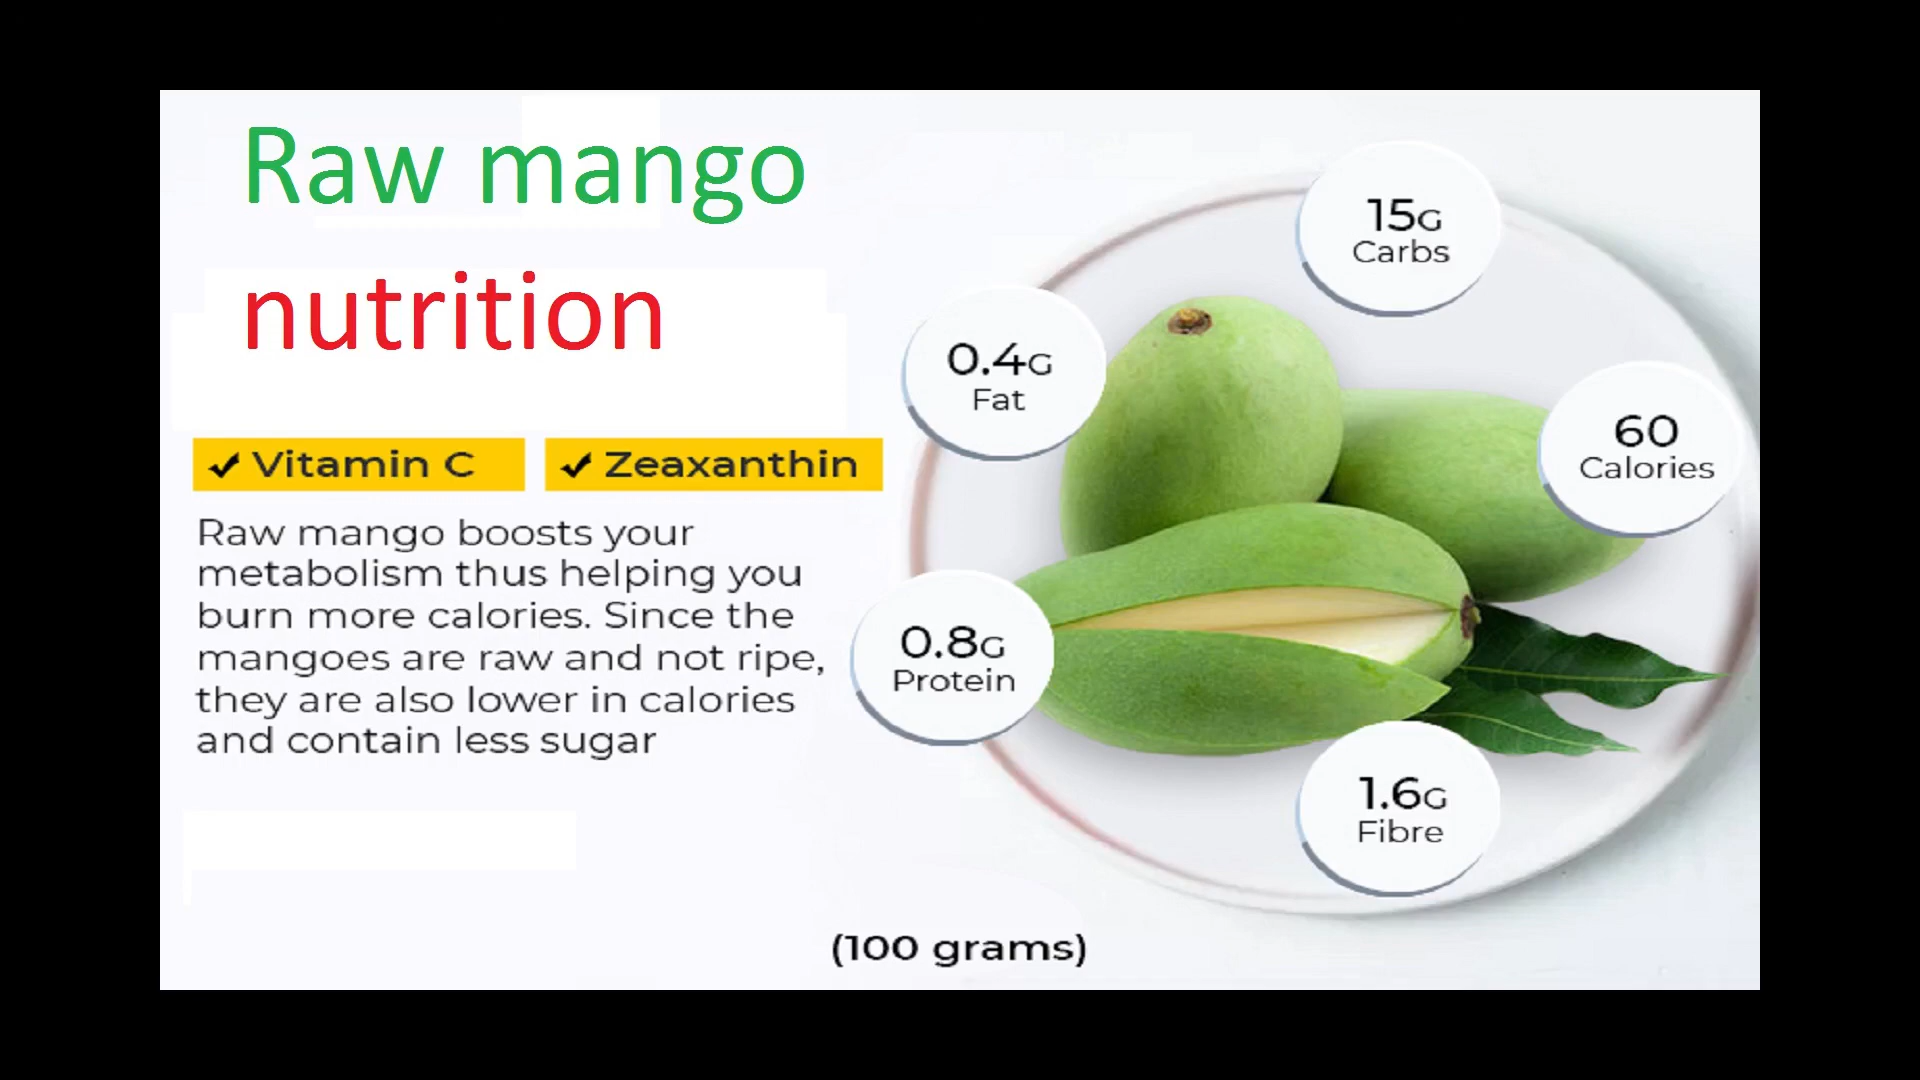 Raw mango
nutrition
✔ Vitamin C
✔ Zeaxanthin
Raw mango boosts your
metabolism thus helping you
burn more calories. Since the
mangoes are raw and not ripe,
they are also lower in calories
and contain less sugar
15G
Carbs
0.4G
Fat
60
Calories
0.8G
Protein
1.6G
Fibre
(100 grams)